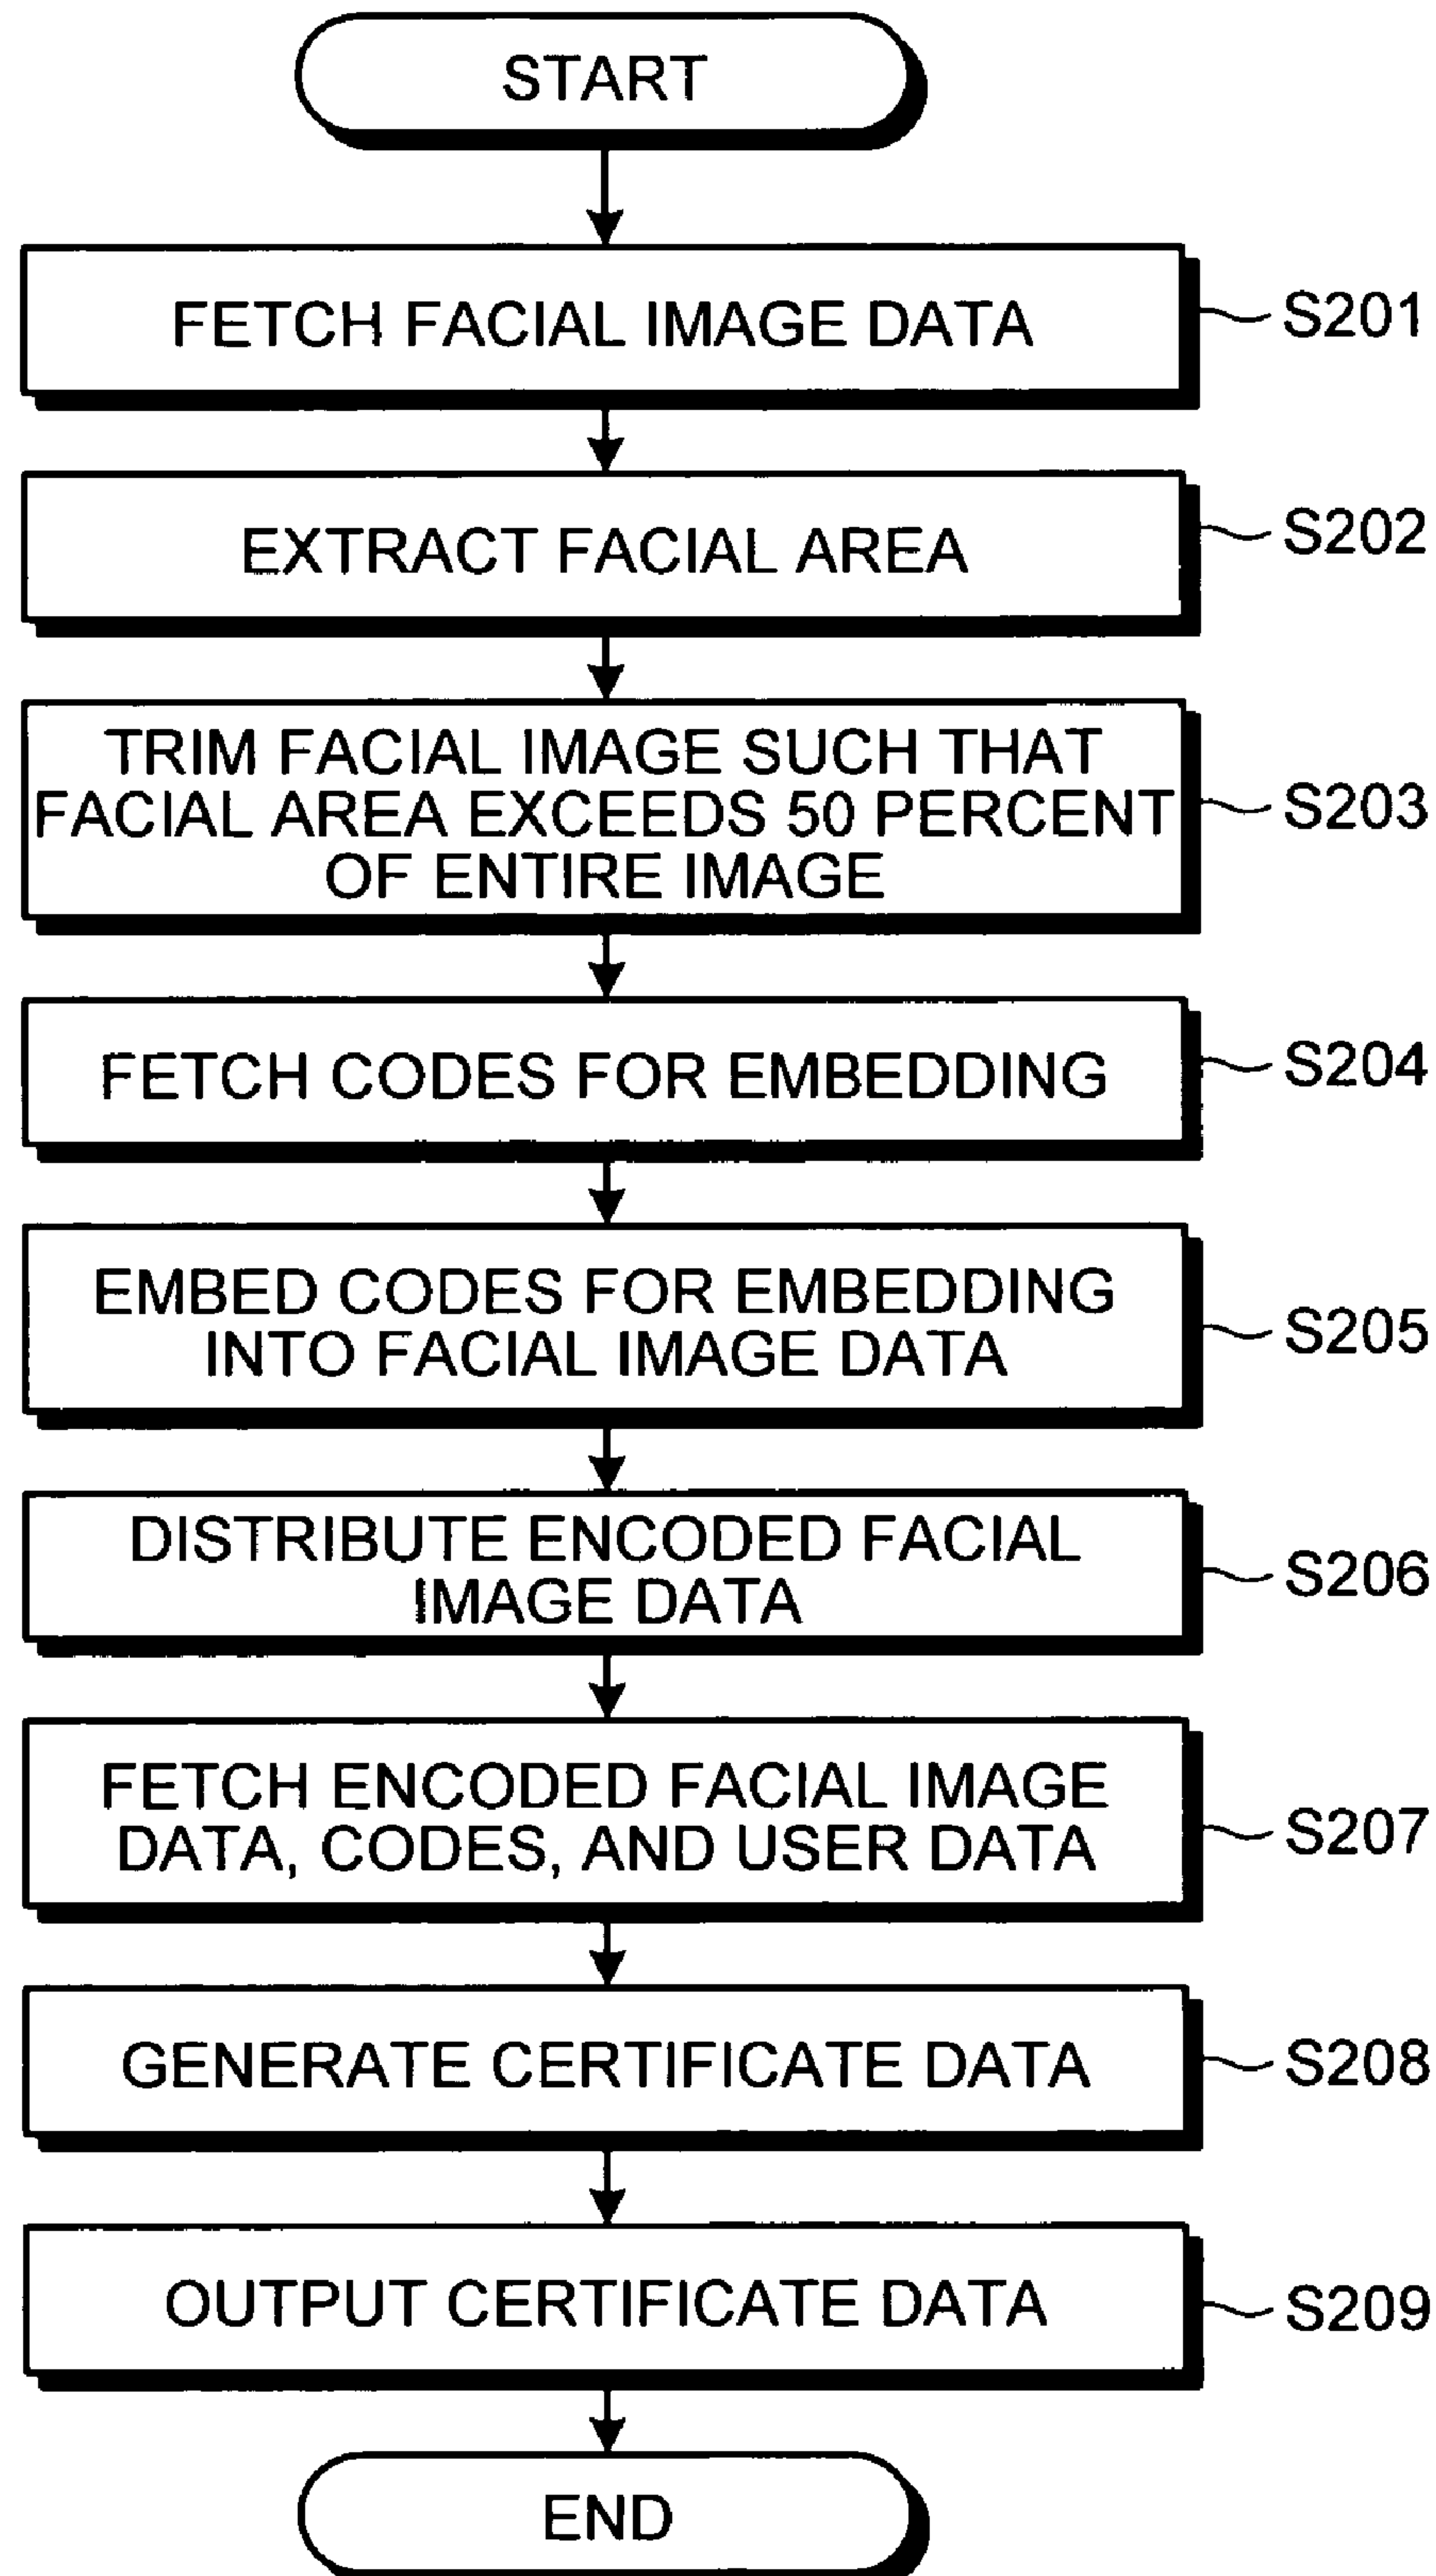 START
FETCH FACIAL IMAGE DATA
S201
EXTRACT FACIAL AREA
S202
TRIM FACIAL IMAGE SUCH THAT
FACIAL AREA EXCEEDS 50 PERCENT
OF ENTIRE IMAGE
S203
FETCH CODES FOR EMBEDDING
S204
EMBED CODES FOR EMBEDDING
INTO FACIAL IMAGE DATA
S205
DISTRIBUTE ENCODED FACIAL
IMAGE DATA
S206
FETCH ENCODED FACIAL IMAGE
DATA, CODES, AND USER DATA
S207
GENERATE CERTIFICATE DATA
S208
OUTPUT CERTIFICATE DATA
S209
END